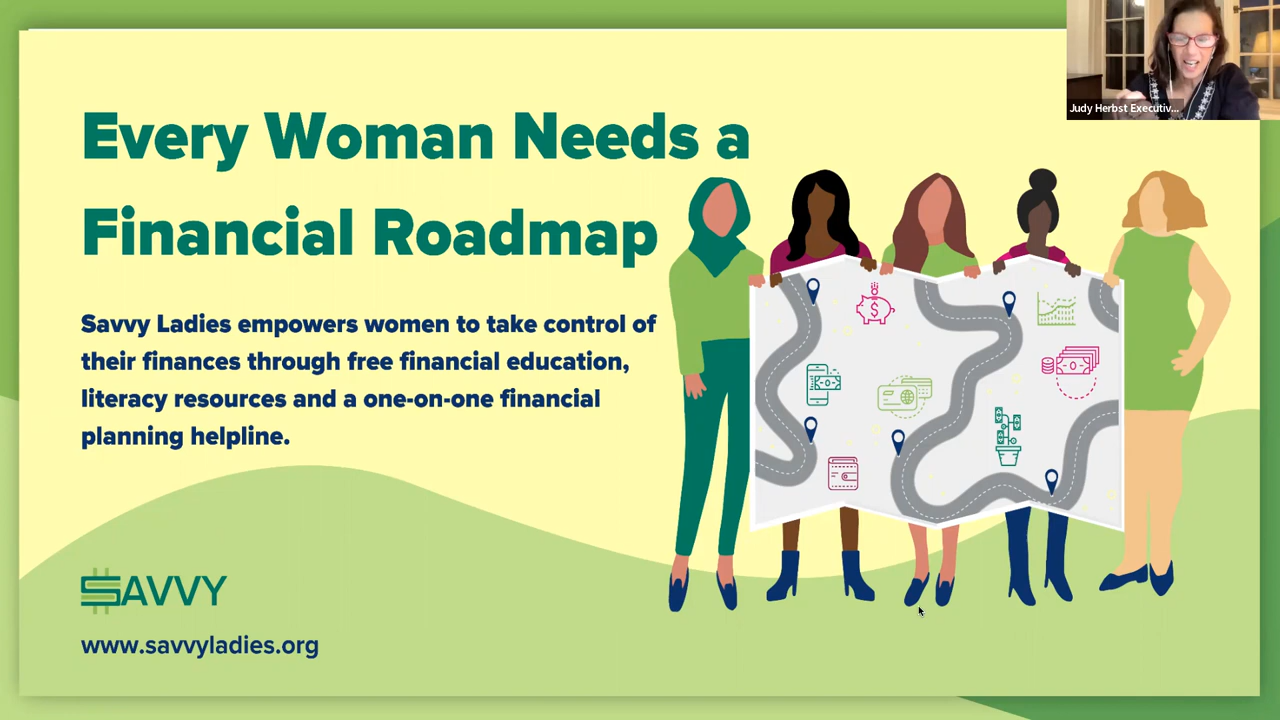 Judy Herbst Executiv...
Every Woman Needs a
Financial Roadmap
Savvy Ladies empowers women to take control of
their finances through free financial education,
literacy resources and a one-on-one financial
planning helpline.
SAVVY
www.savvyladies.org